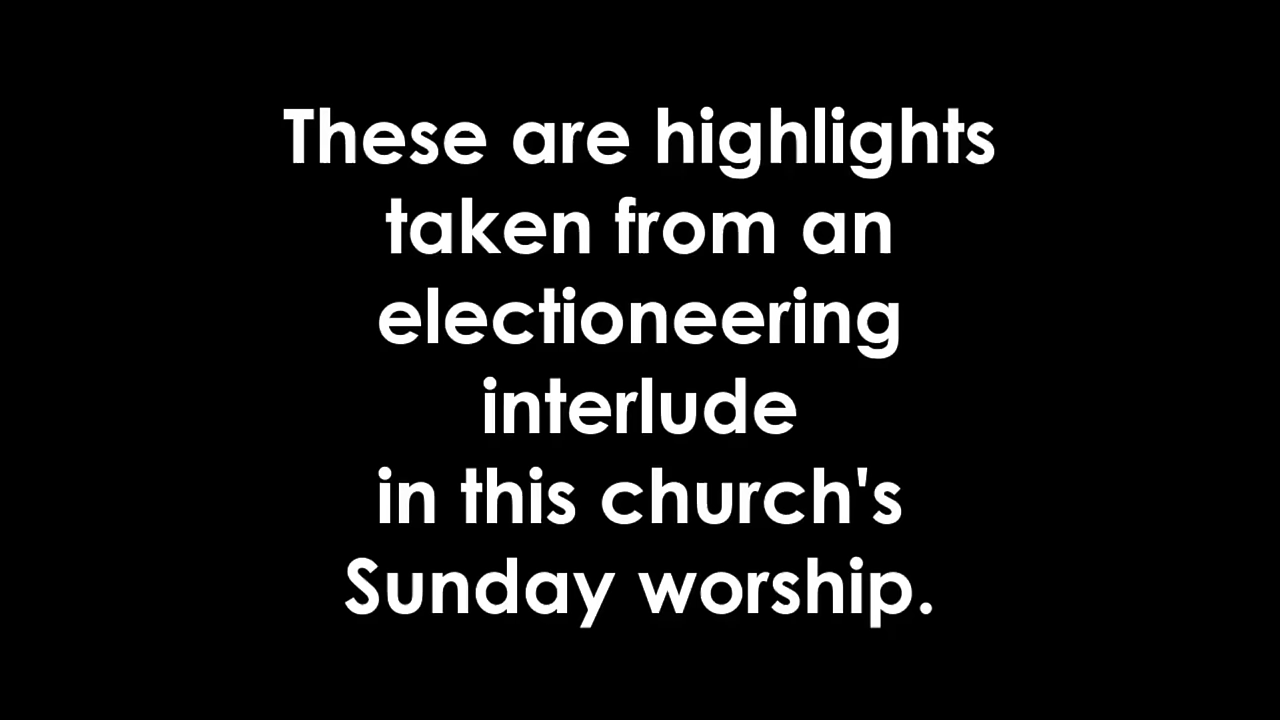 These are highlights
taken from an
electioneering
interlude
in this church's
Sunday worship.